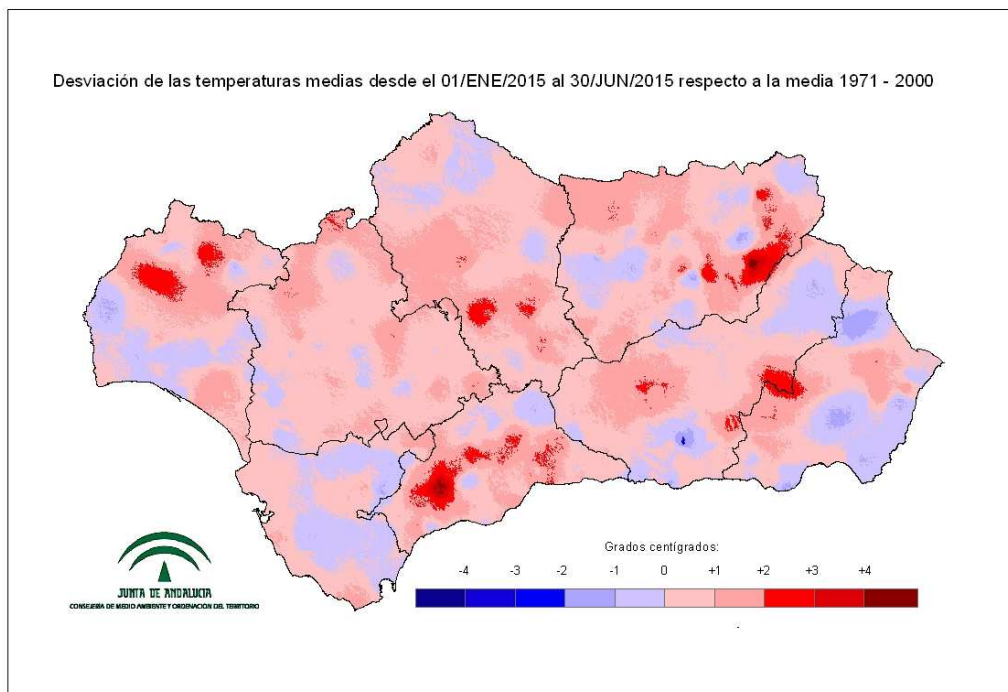 Desviación de las temperaturas medias desde el 01/ENE/2015 al 30/JUN/2015 respecto a la media 1971 - 2000
Grados centígrados:
-4 -3 -2 -1 0 +1 +2 +3 +4
JUNTA DE ANDALUCIA
CONSEJERÍA DE MEDIO AMBIENTE Y ORDENACIÓN DEL TERRITORIO